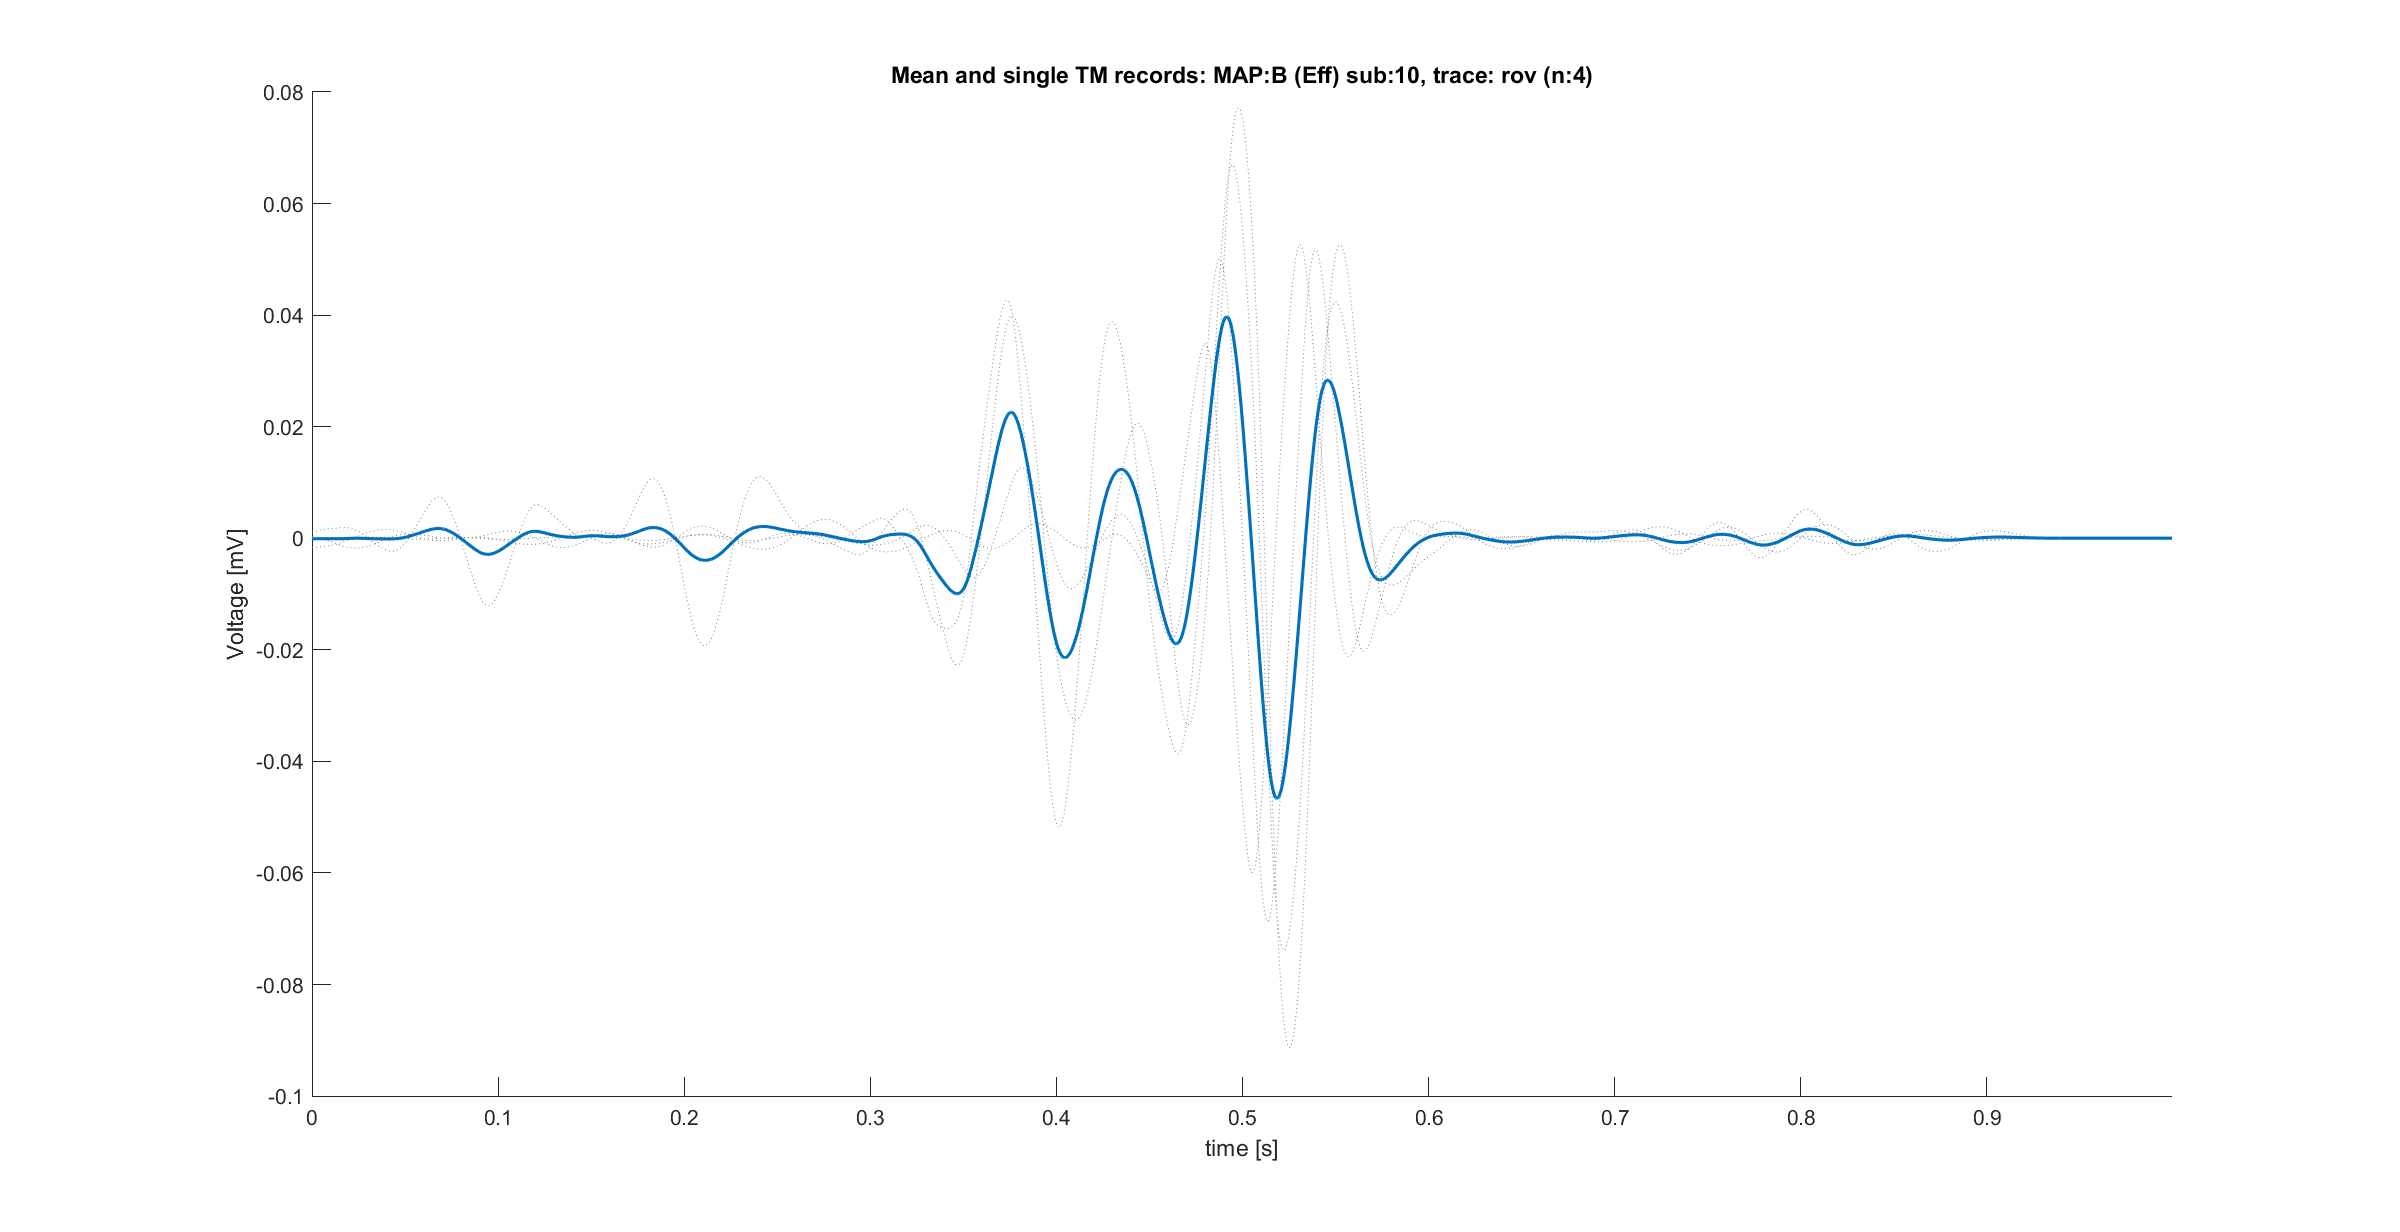 Mean and single TM records: MAP:B (Eff) sub:10, trace: rov (n:4)
0.08
0.06
0.04
0.02
0
-0.02
-0.04
-0.06
-0.08
-0.1
Voltage [mV]
0 0.1 0.2 0.3 0.4 0.5 0.6 0.7 0.8 0.9
time [s]